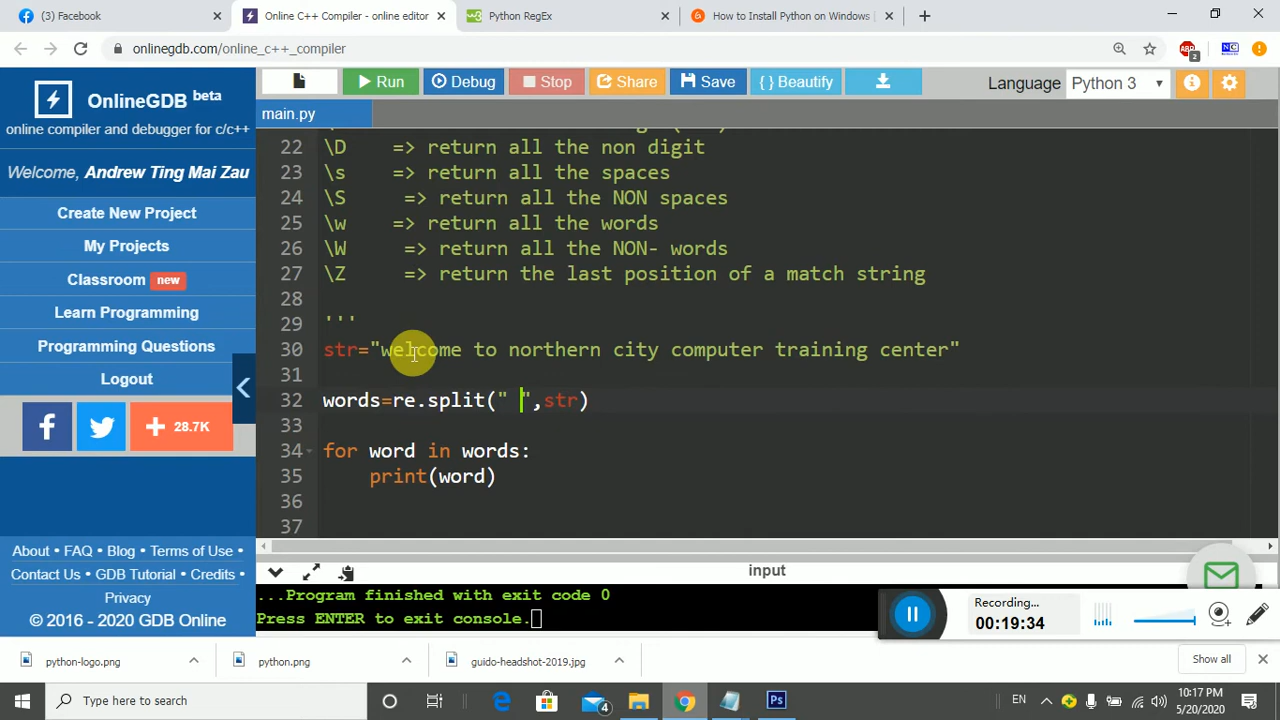 (3) Facebook
Online C++ Compiler - online editor
Python RegEx
How to Install Python on Windows |
onlinegdb.com/online_c++_compiler
OnlineGDB beta
online compiler and debugger for c/c++
Welcome, Andrew Ting Mai Zau
Create New Project
My Projects
Classroom new
Learn Programming
Programming Questions
Logout
28.7K
About • FAQ • Blog • Terms of Use •
Contact Us • GDB Tutorial • Credits •
Privacy
© 2016 - 2020 GDB Online
Run Debug Stop Share Save { } Beautify
Language Python 3
main.py
22 \D => return all the non digit
23 \s => return all the spaces
24 \S => return all the NON spaces
25 \w => return all the words
26 \W => return all the NON- words
27 \Z => return the last position of a match string
28
29 '''
30 str="welcome to northern city computer training center"
31
32 words=re.split(" ",str)
33
34 for word in words:
35 print(word)
36
37
input
...Program finished with exit code 0
Press ENTER to exit console.
Recording...
00:19:34
python-logo.png
python.png
guido-headshot-2019.jpg
Show all
Type here to search
4
Ps
EN
10:17 PM
5/20/2020